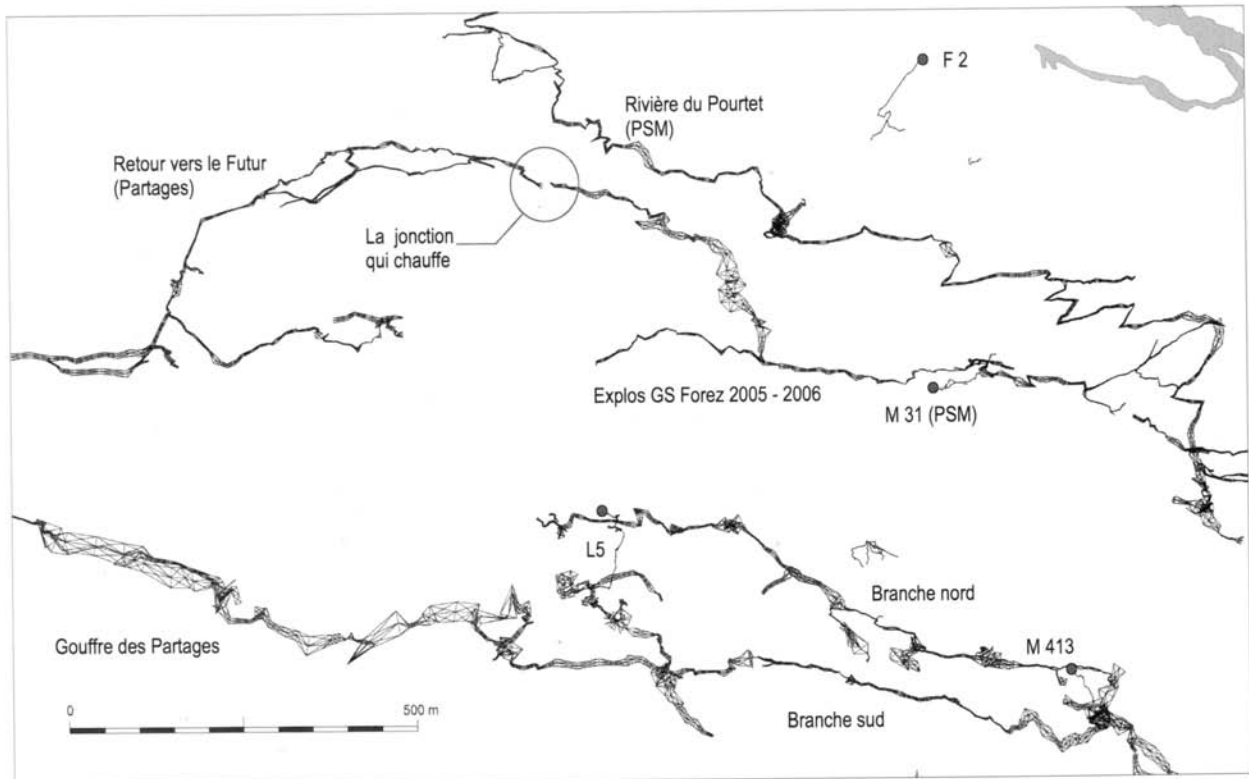 F 2
Rivière du Pourtet
(PSM)
Retour vers le Futur
(Partages)
La jonction
qui chauffe
Explos GS Forez 2005 - 2006
M 31 (PSM)
L5
Branche nord
Gouffre des Partages
M 413
0
500 m
Branche sud